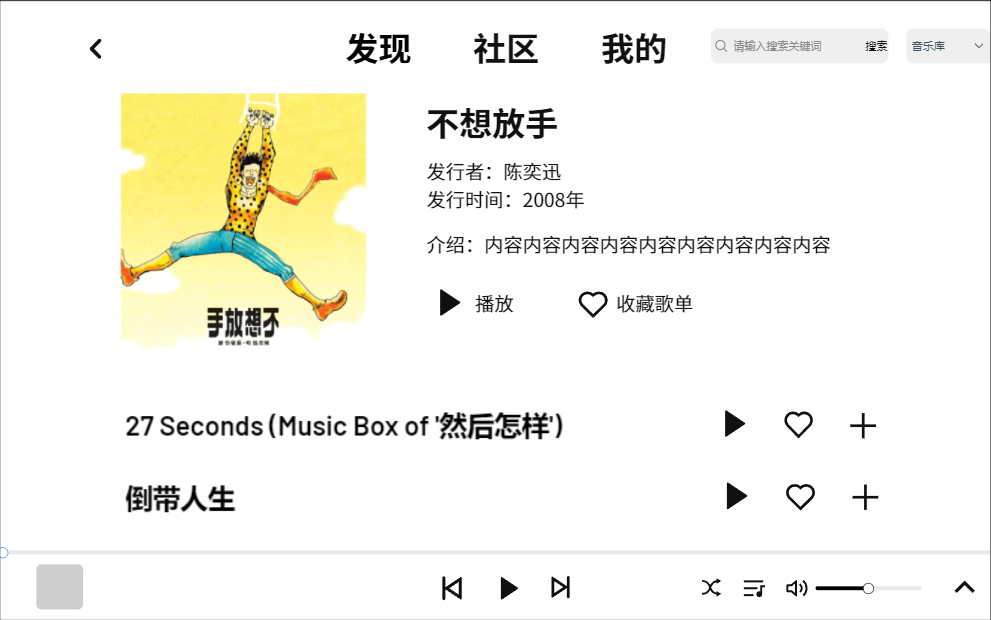 发现 社区 我的 请输入搜索关键词 搜索 音乐库
不想放手
发行者：陈奕迅
发行时间：2008年
介绍：内容内容内容内容内容内容内容内容内容
播放 收藏歌单
手放想不
27 Seconds (Music Box of '然后怎样')
倒带人生